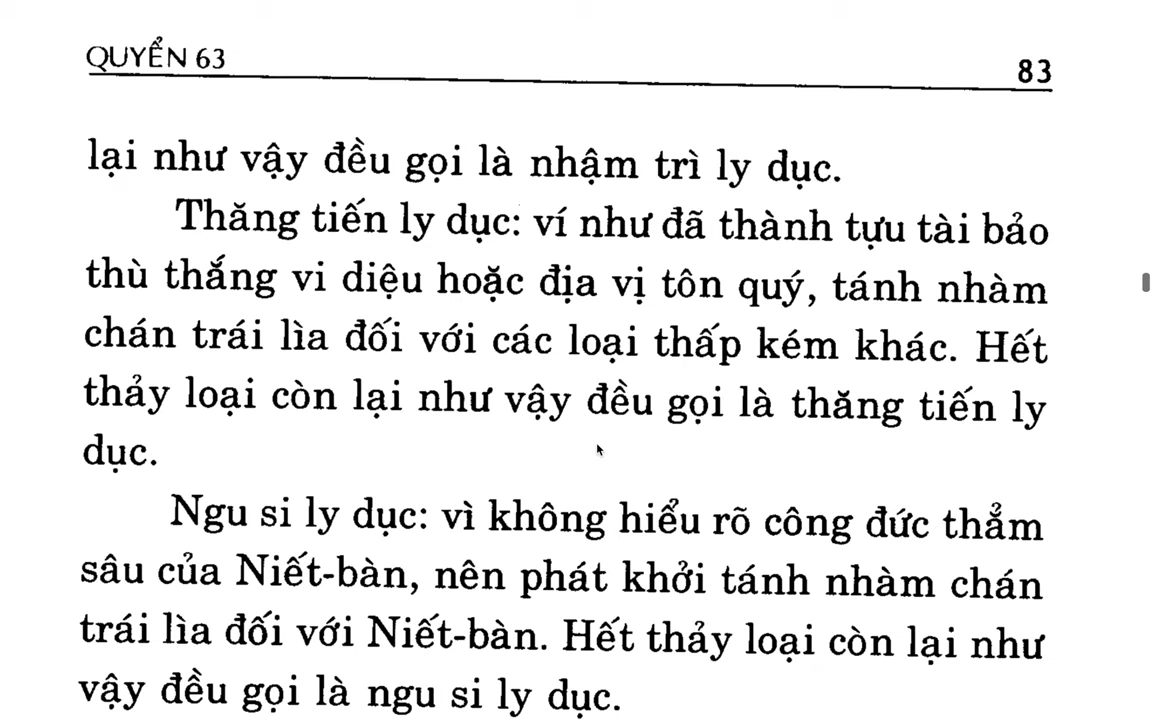 QUYỂN 63
83
lại như vậy đều gọi là nhậm trì ly dục.
Thăng tiến ly dục: ví như đã thành tựu tài bảo
thù thắng vi diệu hoặc địa vị tôn quý, tánh nhàm
chán trái lìa đối với các loại thấp kém khác. Hết
thảy loại còn lại như vậy đều gọi là thăng tiến ly
dục.
Ngu si ly dục: vì không hiểu rõ công đức thẳm
sâu của Niết-bàn, nên phát khởi tánh nhàm chán
trái lìa đối với Niết-bàn. Hết thảy loại còn lại như
vậy đều gọi là ngu si ly dục.